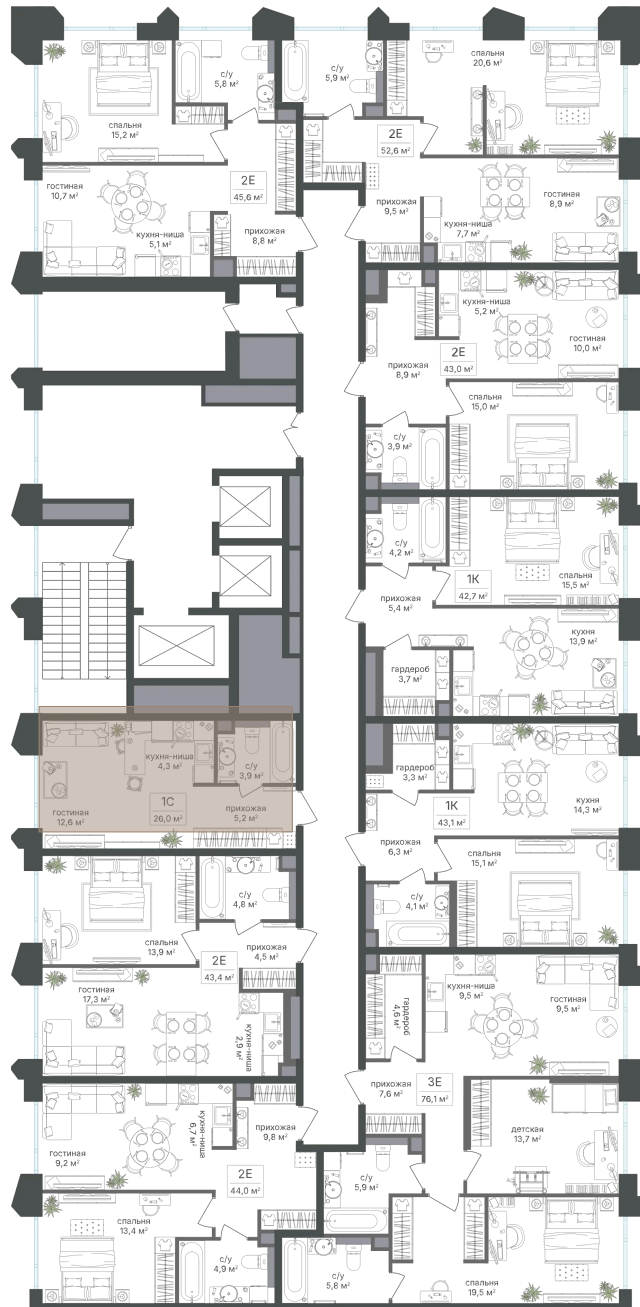 с/у
5,8 м²
с/у
5,9 м²
спальня
20,6 м²
спальня
15,2 м²
2Е
52,6 м²
гостиная
10,7 м²
2Е
45,6 м²
прихожая
9,5 м²
гостиная
8,9 м²
кухня-ниша
5,1 м²
прихожая
8,8 м²
кухня-ниша
7,7 м²
кухня-ниша
5,2 м²
гостиная
10,0 м²
2Е
43,0 м²
прихожая
8,9 м²
спальня
15,0 м²
с/у
3,9 м²
с/у
4,2 м²
1К
42,7 м²
спальня
15,5 м²
прихожая
5,4 м²
кухня
13,9 м²
гардероб
3,7 м²
кухня-ниша
4,3 м²
с/у
3,9 м²
гостиная
12,6 м²
1С
26,0 м²
прихожая
5,2 м²
гардероб
3,3 м²
1К
43,1 м²
кухня
14,3 м²
прихожая
6,3 м²
спальня
15,1 м²
с/у
4,1 м²
с/у
4,8 м²
спальня
13,9 м²
прихожая
4,5 м²
2Е
43,4 м²
гостиная
17,3 м²
кухня-ниша
2,9 м²
гардероб
4,6 м²
кухня-ниша
9,5 м²
гостиная
9,5 м²
прихожая
7,6 м²
3Е
76,1 м²
детская
13,7 м²
кухня-ниша
6,7 м²
прихожая
9,8 м²
гостиная
9,2 м²
2Е
44,0 м²
с/у
5,9 м²
спальня
13,4 м²
с/у
4,9 м²
с/у
5,8 м²
спальня
19,5 м²